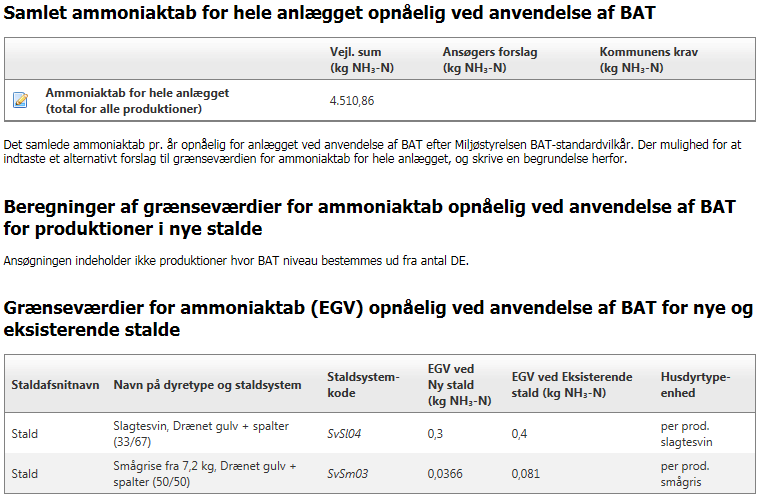 Samlet ammoniaktab for hele anlægget opnåelig ved anvendelse af BAT
Vejl. sum (kg NH₃-N)
Ansøgers forslag (kg NH₃-N)
Kommunens krav (kg NH₃-N)
Ammoniaktab for hele anlægget (total for alle produktioner)
4.510,86
Det samlede ammoniaktab pr. år opnåelig for anlægget ved anvendelse af BAT efter Miljøstyrelsen BAT-standardvilkår. Der mulighed for at
indtaste et alternativt forslag til grænseværdien for ammoniaktab for hele anlægget, og skrive en begrundelse herfor.
Beregninger af grænseværdier for ammoniaktab opnåelig ved anvendelse af BAT
for produktioner i nye stalde
Ansøgningen indeholder ikke produktioner hvor BAT niveau bestemmes ud fra antal DE.
Grænseværdier for ammoniaktab (EGV) opnåelig ved anvendelse af BAT for nye og
eksisterende stalde
Staldafsnitnavn
Navn på dyretype og staldsystem
Staldsystem-
kode
EGV ved
Ny stald
(kg NH₃-N)
EGV ved Eksisterende
stald (kg NH₃-N)
Husdyrtype-
enhed
Stald
Slagtesvin, Drænet gulv + spalter
(33/67)
SvSl04
0,3
0,4
per prod.
slagtesvin
Stald
Smågrise fra 7,2 kg, Drænet gulv +
spalter (50/50)
SvSm03
0,0366
0,081
per prod.
smågris